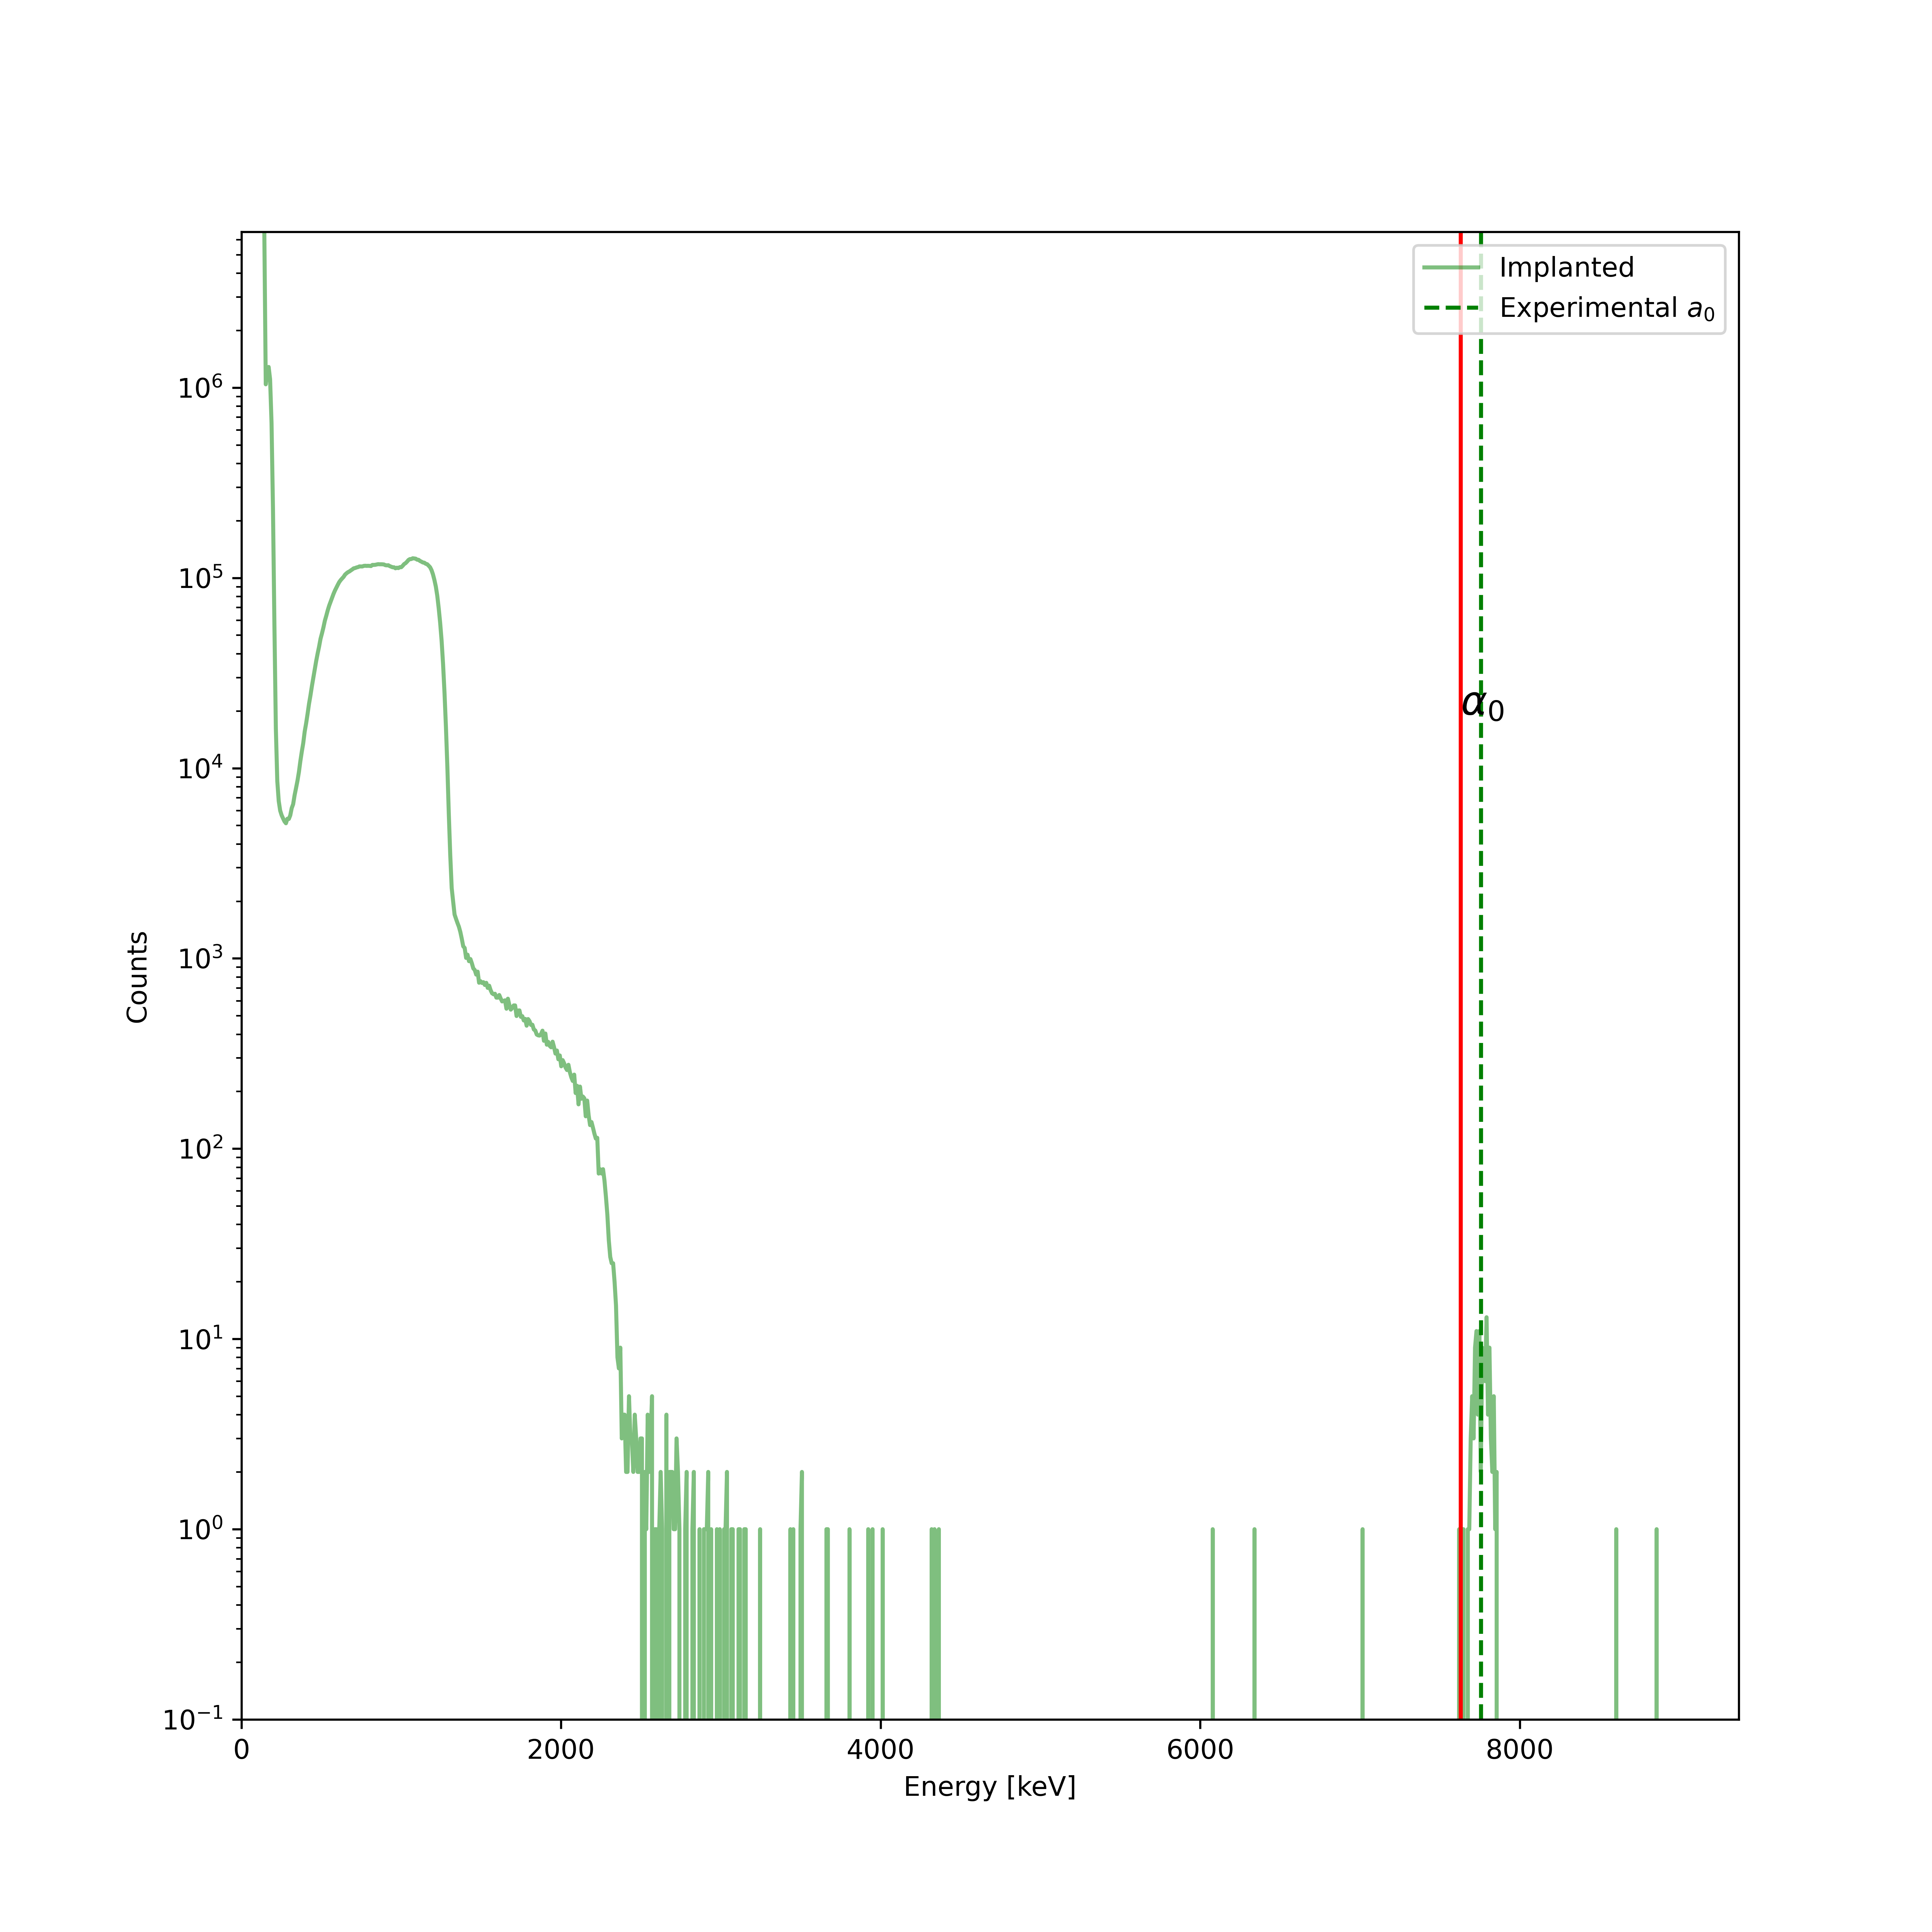 Implanted
Experimental a₀
10⁶
10⁵
α₀
10⁴
10³
Counts
10²
10¹
10⁰
10⁻¹
0 2000 4000 6000 8000
Energy [keV]